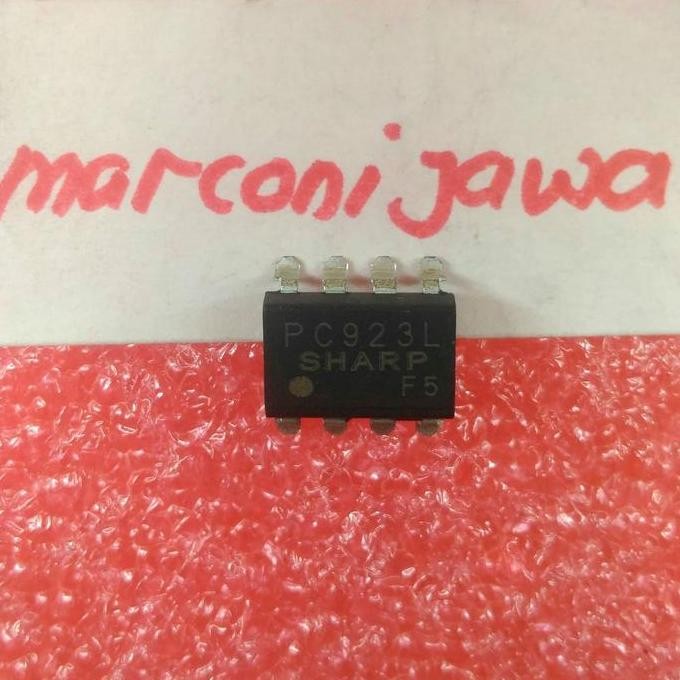 marconi jawa
PC923L
SHARP
F5